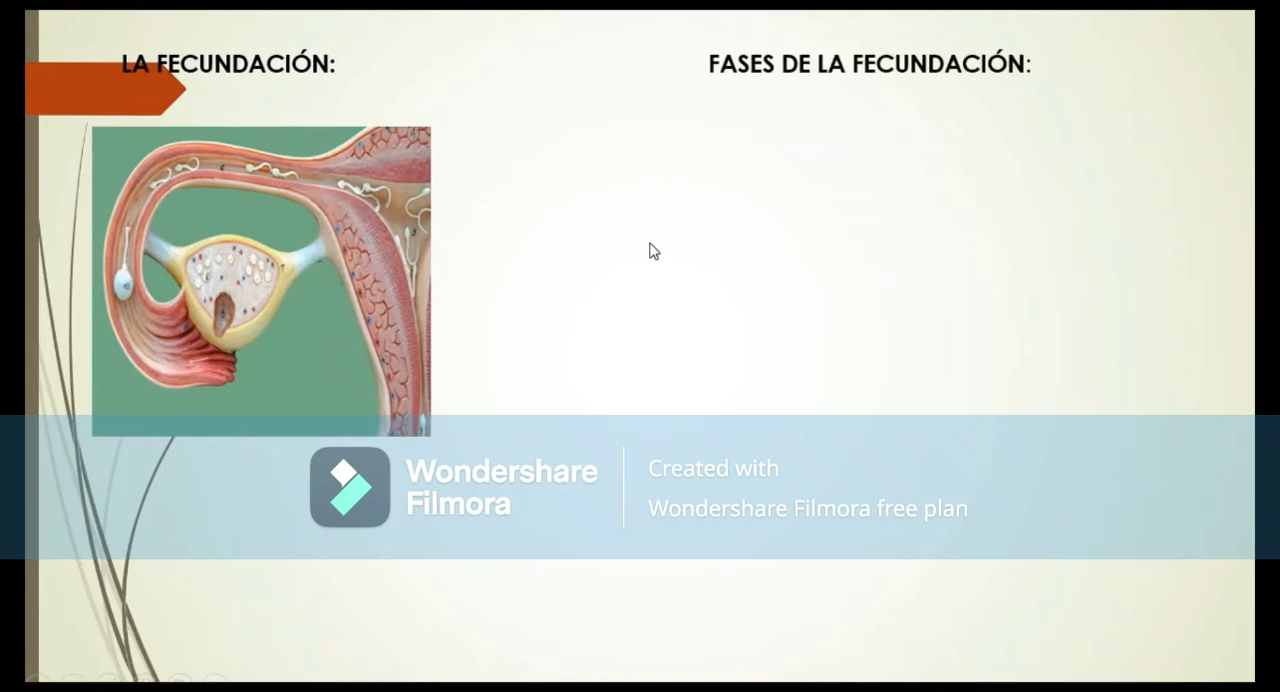 LA FECUNDACIÓN:
FASES DE LA FECUNDACIÓN:
Wondershare
Filmora
Created with
Wondershare Filmora free plan